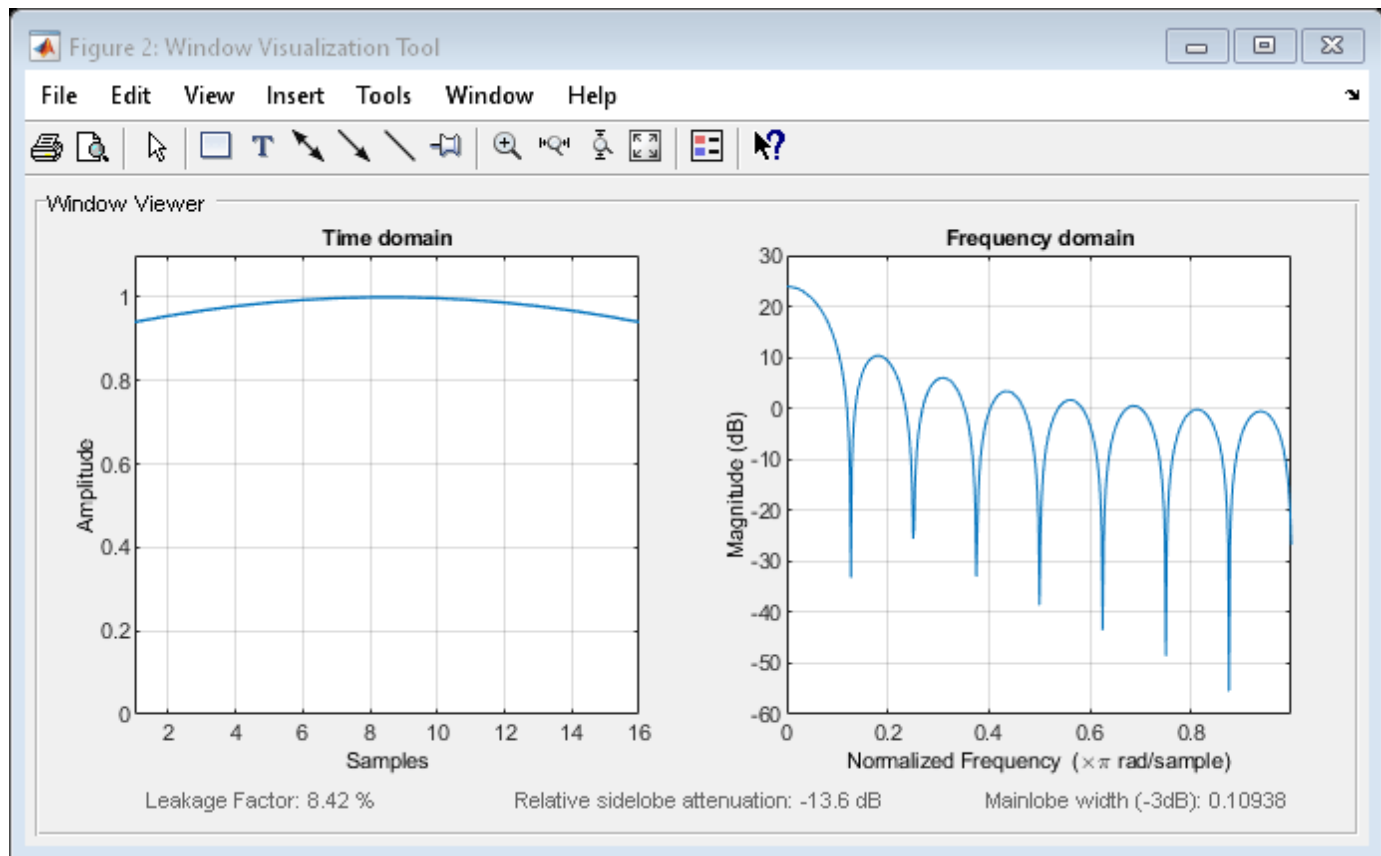 Figure 2: Window Visualization Tool
File Edit View Insert Tools Window Help
T ?
Window Viewer
Time domain
1
0.8
0.6
0.4
0.2
0
2 4 6 8 10 12 14 16
Amplitude
Samples
Frequency domain
30
20
10
0
-10
-20
-30
-40
-50
-60
0 0.2 0.4 0.6 0.8
Magnitude (dB)
Normalized Frequency (×π rad/sample)
Leakage Factor: 8.42 % Relative sidelobe attenuation: -13.6 dB Mainlobe width (-3dB): 0.10938